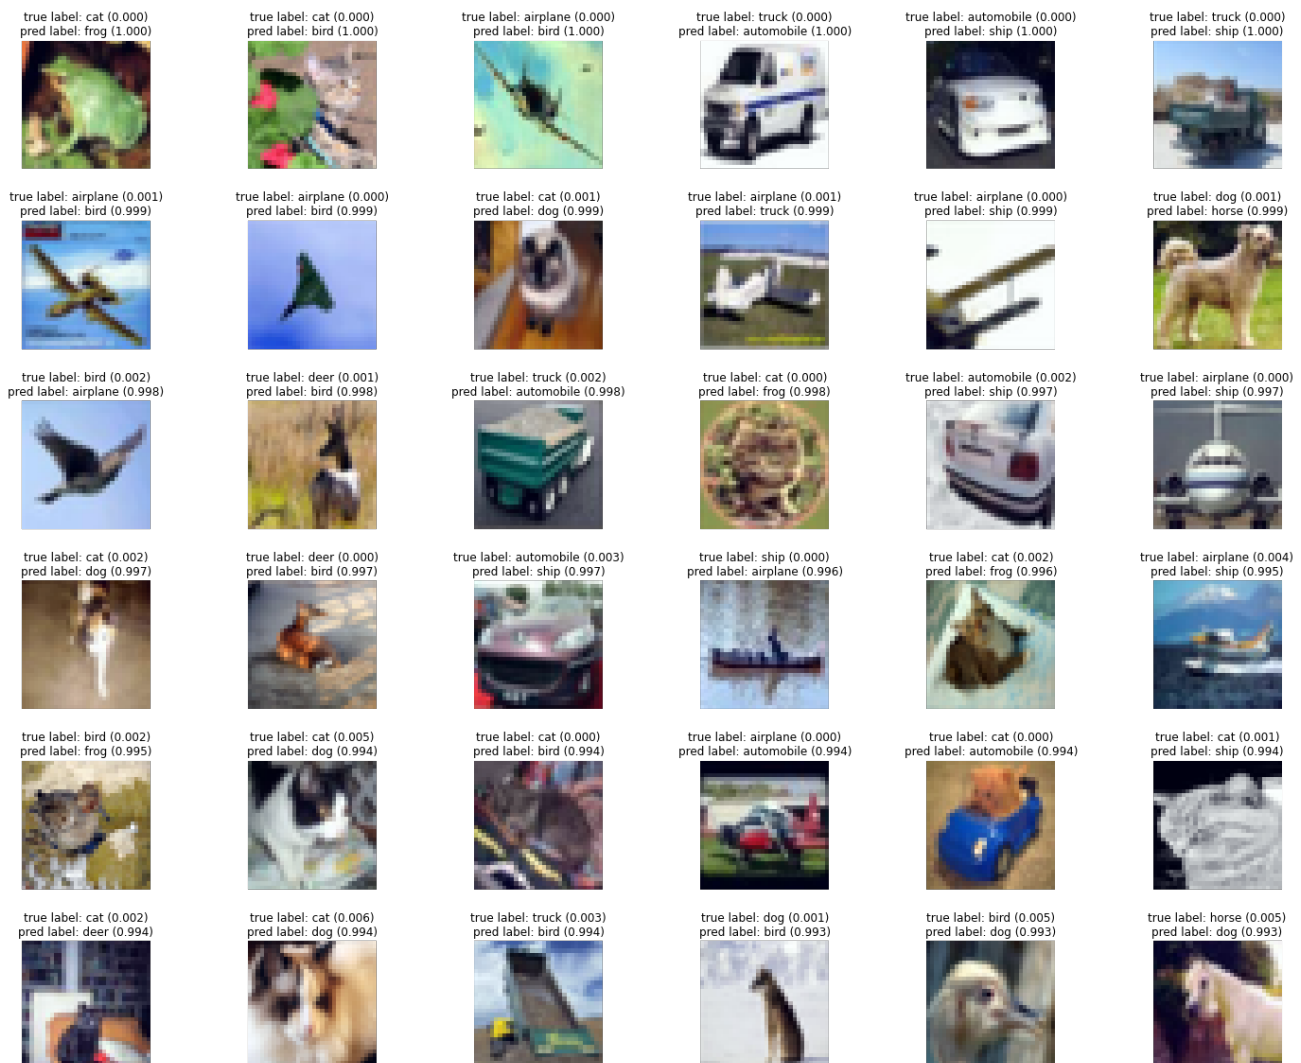 true label: cat (0.000)
pred label: frog (1.000)
true label: cat (0.000)
pred label: bird (1.000)
true label: airplane (0.000)
pred label: bird (1.000)
true label: truck (0.000)
pred label: automobile (1.000)
true label: automobile (0.000)
pred label: ship (1.000)
true label: truck (0.000)
pred label: ship (1.000)
true label: airplane (0.001)
pred label: bird (0.999)
true label: airplane (0.000)
pred label: bird (0.999)
true label: cat (0.001)
pred label: dog (0.999)
true label: airplane (0.001)
pred label: truck (0.999)
true label: airplane (0.000)
pred label: ship (0.999)
true label: dog (0.001)
pred label: horse (0.999)
true label: bird (0.002)
pred label: airplane (0.998)
true label: deer (0.001)
pred label: bird (0.998)
true label: truck (0.002)
pred label: automobile (0.998)
true label: cat (0.000)
pred label: frog (0.998)
true label: automobile (0.002)
pred label: ship (0.997)
true label: airplane (0.000)
pred label: ship (0.997)
true label: cat (0.002)
pred label: dog (0.997)
true label: deer (0.000)
pred label: bird (0.997)
true label: automobile (0.003)
pred label: ship (0.997)
true label: ship (0.000)
pred label: airplane (0.996)
true label: cat (0.002)
pred label: frog (0.996)
true label: airplane (0.004)
pred label: ship (0.995)
true label: bird (0.002)
pred label: frog (0.995)
true label: cat (0.005)
pred label: dog (0.994)
true label: cat (0.000)
pred label: bird (0.994)
true label: airplane (0.000)
pred label: automobile (0.994)
true label: cat (0.000)
pred label: automobile (0.994)
true label: cat (0.001)
pred label: ship (0.994)
true label: cat (0.002)
pred label: deer (0.994)
true label: cat (0.006)
pred label: dog (0.994)
true label: truck (0.003)
pred label: bird (0.994)
true label: dog (0.001)
pred label: bird (0.993)
true label: bird (0.005)
pred label: dog (0.993)
true label: horse (0.005)
pred label: dog (0.993)